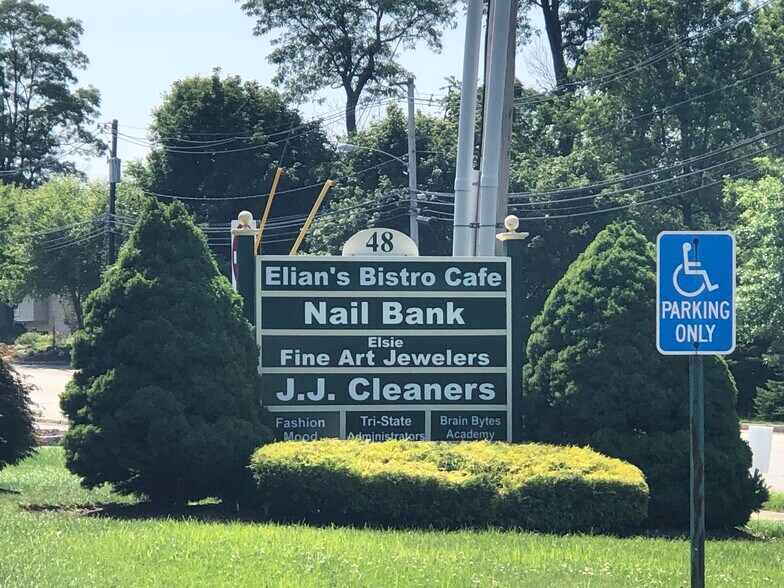 48
Elian's Bistro Cafe
Nail Bank
Elsie
Fine Art Jewelers
J.J. Cleaners
Fashion
Mood
Tri-State
Administrators
Brain Bytes
Academy
PARKING
ONLY